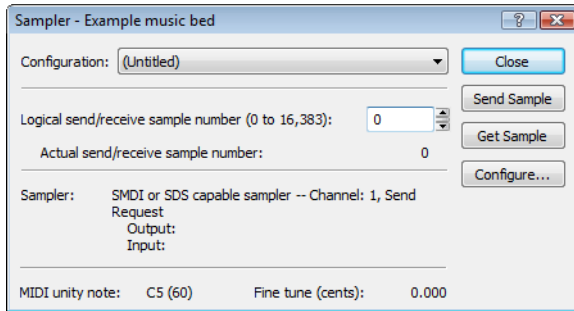 Sampler - Example music bed
Configuration: (Untitled)
Close
Send Sample
Logical send/receive sample number (0 to 16,383): 0
Get Sample
Actual send/receive sample number: 0
Configure...
Sampler: SMDI or SDS capable sampler -- Channel: 1, Send
Request
Output:
Input:
MIDI unity note: C5 (60) Fine tune (cents): 0.000